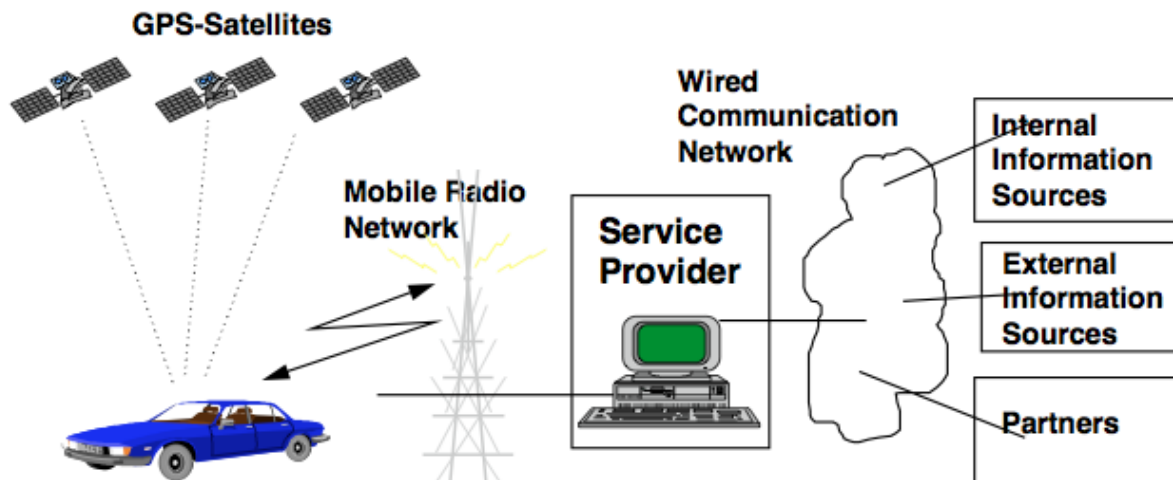 GPS-Satellites
Wired
Communication
Network
Mobile Radio
Network
Service
Provider
Internal
Information
Sources
External
Information
Sources
Partners